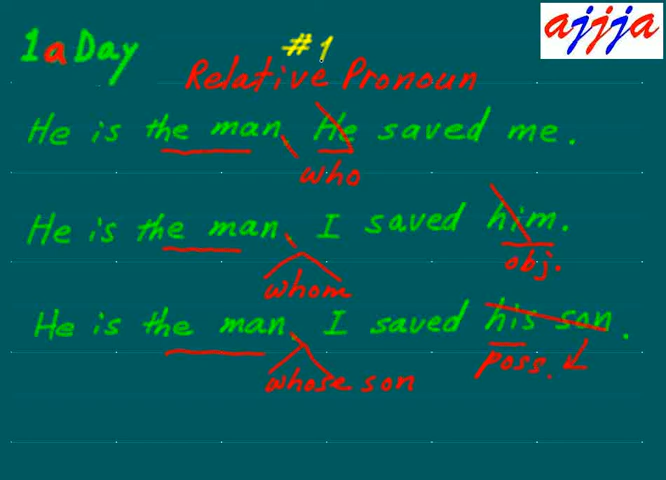 1a Day #1 ajjja
Relative Pronoun
He is the man He saved me.
who
He is the man I saved him.
whom obj.
He is the man I saved his son.
whose son poss.